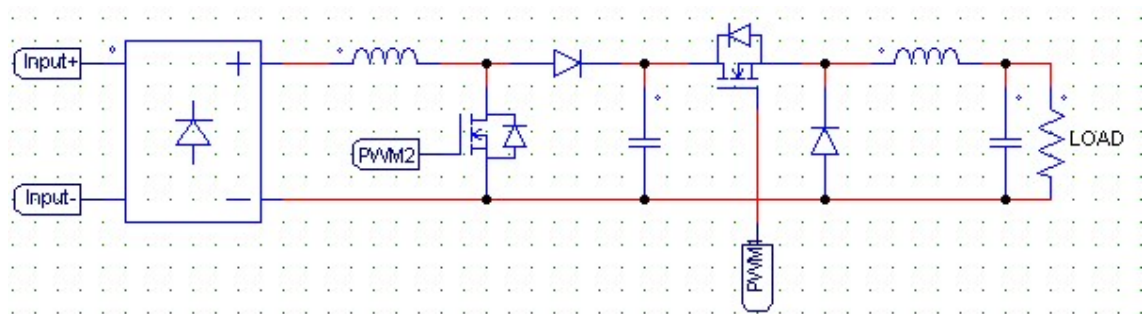 Input+
PWM2
LOAD
Input-
PWM1